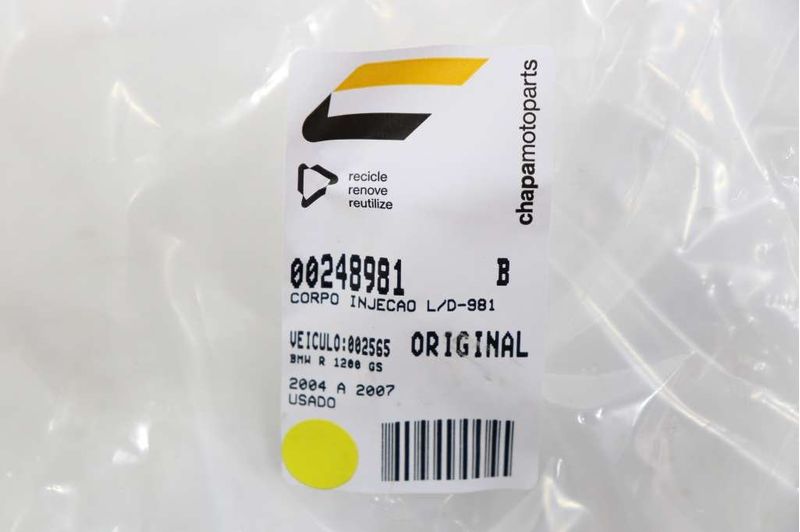 chapamotoparts
recicle
renove
reutilize
00248981 B
CORPO INJECAO L/D-981
VEICULO:002565 ORIGINAL
BMW R 1200 GS
2004 A 2007
USADO